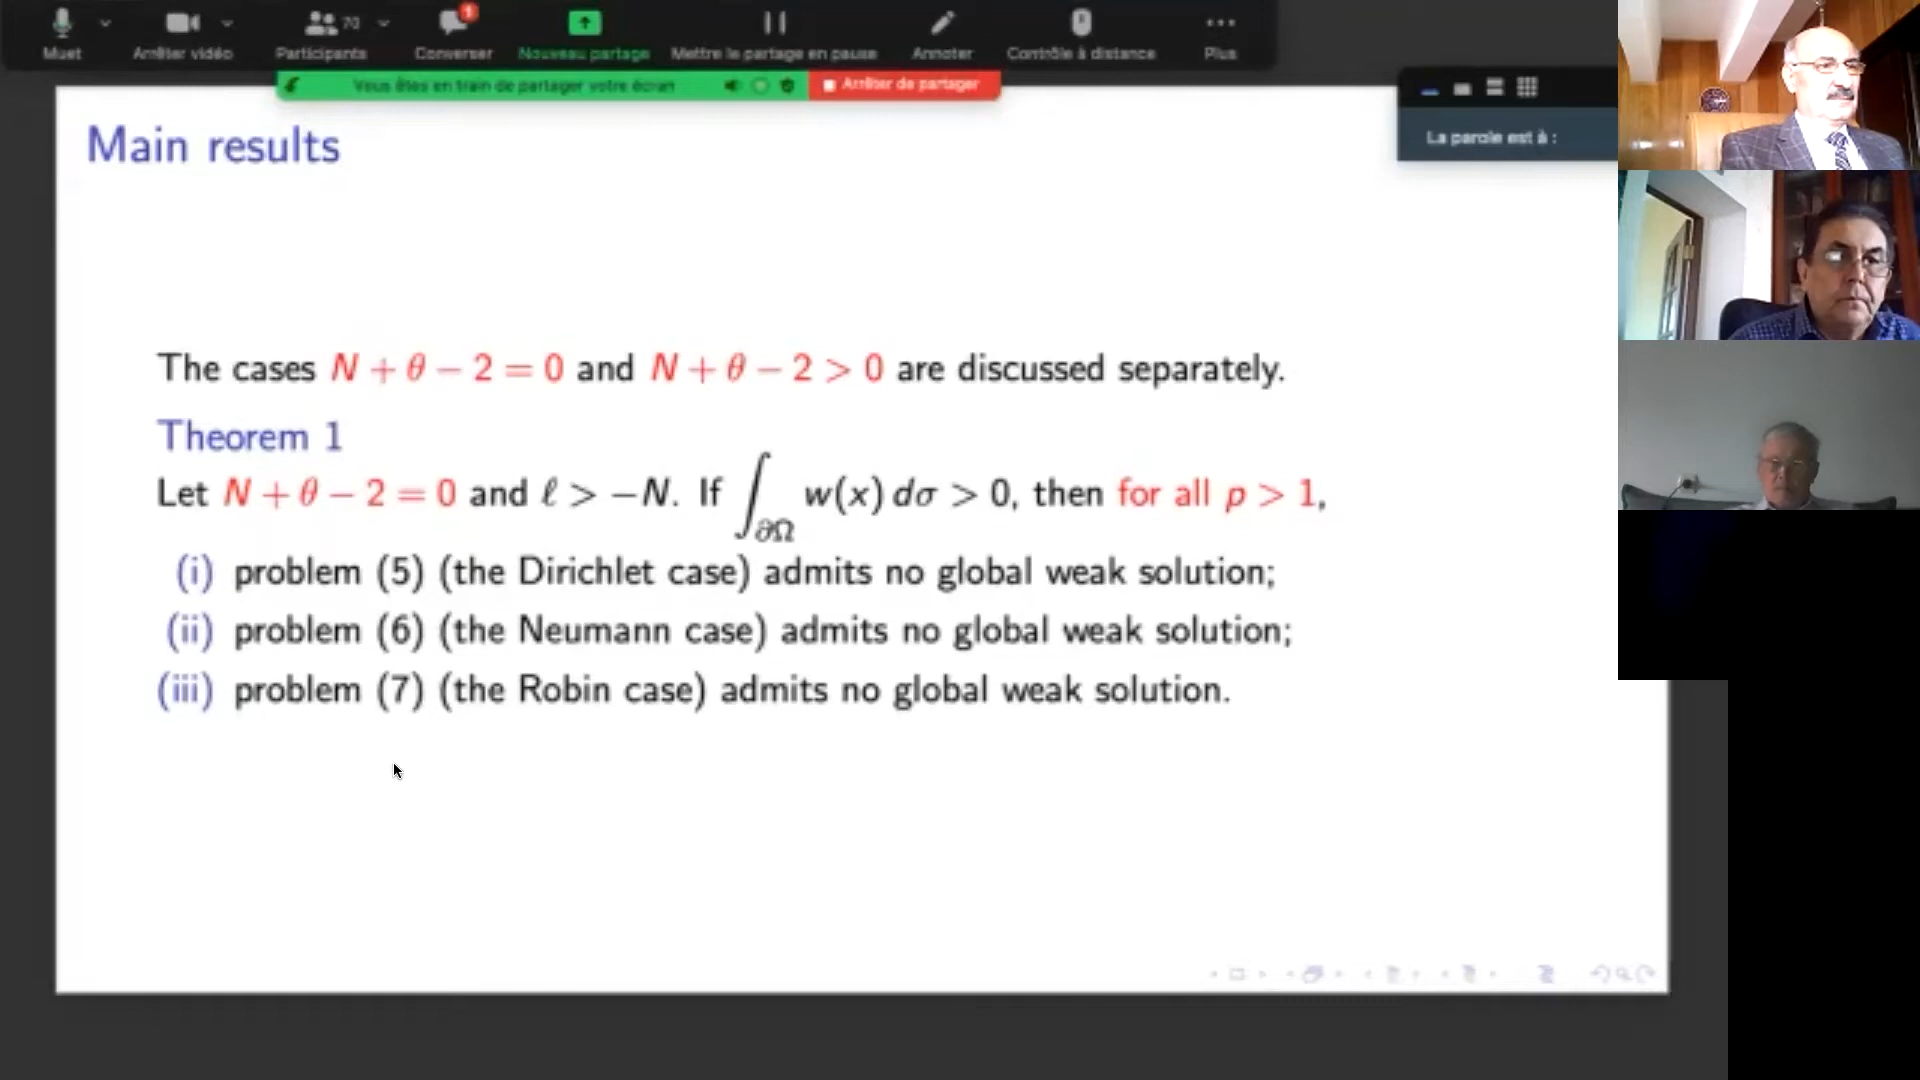 Muet
Arrêter vidéo
70
Participants
1
Converser
Nouveau partage
Mettre le partage en pause
Annoter
Contrôle à distance
Plus
Vous êtes en train de partager votre écran
Arrêter de partager
La parole est à :
Main results
The cases N + θ − 2 = 0 and N + θ − 2 > 0 are discussed separately.
Theorem 1
Let N + θ − 2 = 0 and ℓ > −N. If ∫_∂Ω w(x) dσ > 0, then for all p > 1,
(i) problem (5) (the Dirichlet case) admits no global weak solution;
(ii) problem (6) (the Neumann case) admits no global weak solution;
(iii) problem (7) (the Robin case) admits no global weak solution.